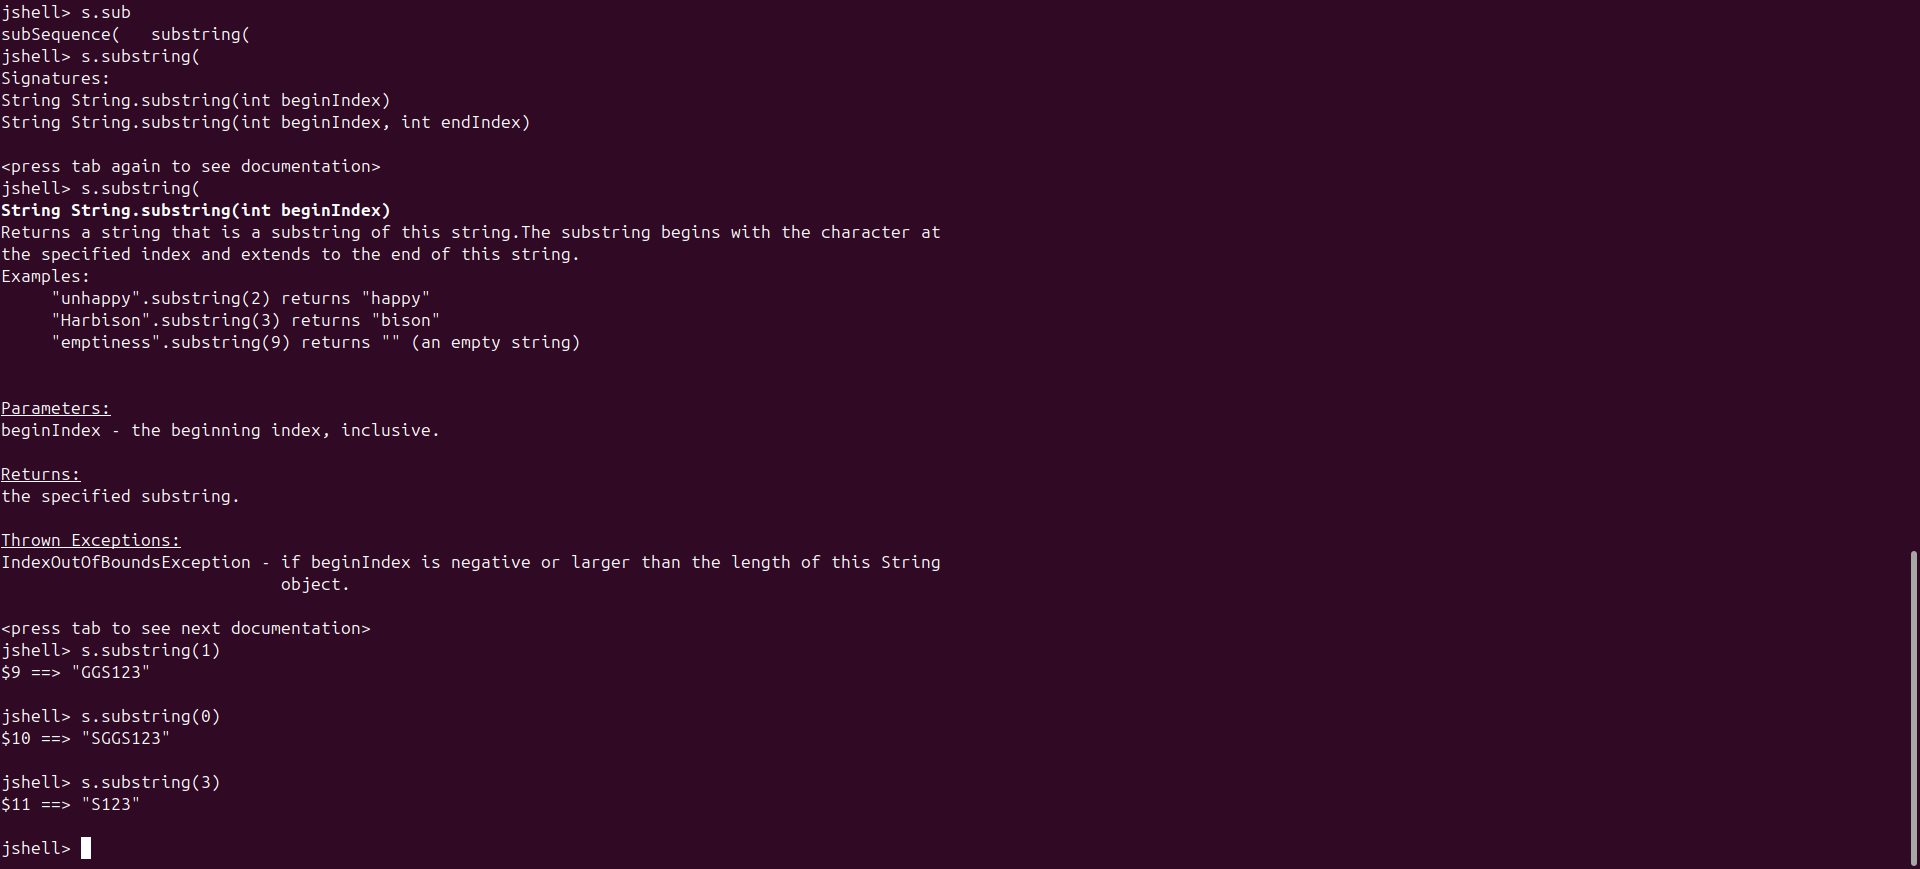 jshell> s.sub
subSequence(   substring(
jshell> s.substring(
Signatures:
String String.substring(int beginIndex)
String String.substring(int beginIndex, int endIndex)
<press tab again to see documentation>
jshell> s.substring(
String String.substring(int beginIndex)
Returns a string that is a substring of this string.The substring begins with the character at
the specified index and extends to the end of this string.
Examples:
     "unhappy".substring(2) returns "happy"
     "Harbison".substring(3) returns "bison"
     "emptiness".substring(9) returns "" (an empty string)
Parameters:
beginIndex - the beginning index, inclusive.
Returns:
the specified substring.
Thrown Exceptions:
IndexOutOfBoundsException - if beginIndex is negative or larger than the length of this String
                            object.
<press tab to see next documentation>
jshell> s.substring(1)
$9 ==> "GGS123"
jshell> s.substring(0)
$10 ==> "SGGS123"
jshell> s.substring(3)
$11 ==> "S123"
jshell>